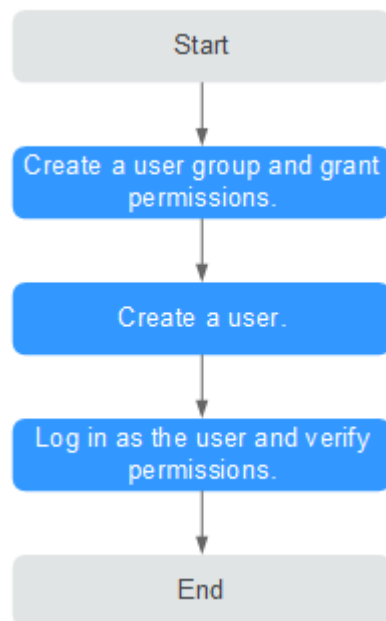 Start
Create a user group and grant
permissions.
Create a user.
Log in as the user and verify
permissions.
End